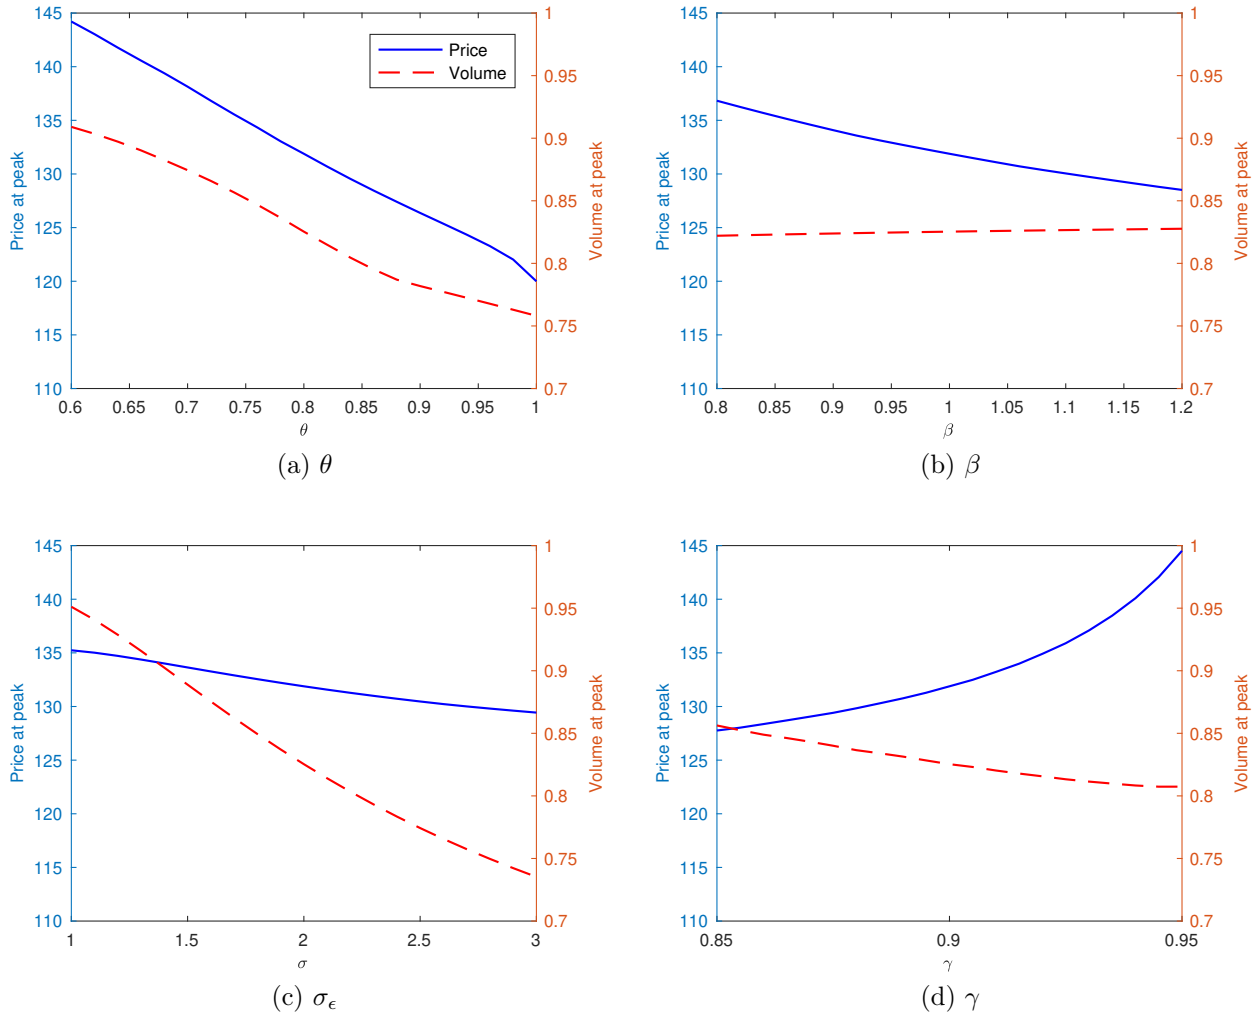 145
140
135
130
125
120
115
110
Price at peak
1
0.95
0.9
0.85
0.8
0.75
0.7
Volume at peak
Price
Volume
0.6 0.65 0.7 0.75 0.8 0.85 0.9 0.95 1
θ
(a) θ
145
140
135
130
125
120
115
110
Price at peak
1
0.95
0.9
0.85
0.8
0.75
0.7
Volume at peak
0.8 0.85 0.9 0.95 1 1.05 1.1 1.15 1.2
β
(b) β
145
140
135
130
125
120
115
110
Price at peak
1
0.95
0.9
0.85
0.8
0.75
0.7
Volume at peak
1 1.5 2 2.5 3
σ
(c) σ_ϵ
145
140
135
130
125
120
115
110
Price at peak
1
0.95
0.9
0.85
0.8
0.75
0.7
Volume at peak
0.85 0.9 0.95
γ
(d) γ